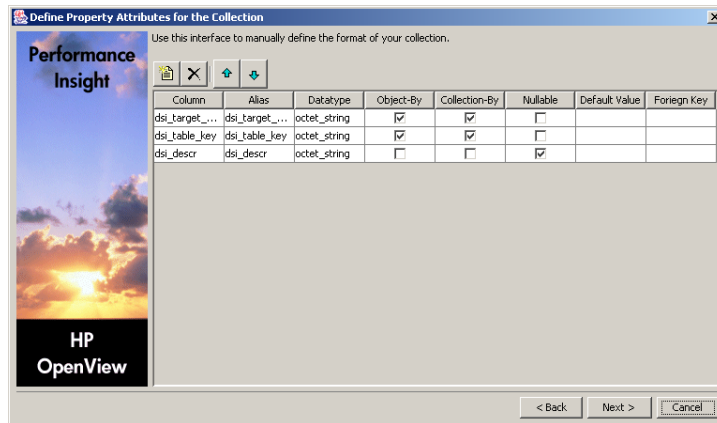 Define Property Attributes for the Collection
Performance
Insight
Use this interface to manually define the format of your collection.
Column Alias Datatype Object-By Collection-By Nullable Default Value Foriegn Key
dsi_target_... dsi_target_... octet_string
dsi_table_key dsi_table_key octet_string
dsi_descr dsi_descr octet_string
HP
OpenView
< Back Next > Cancel